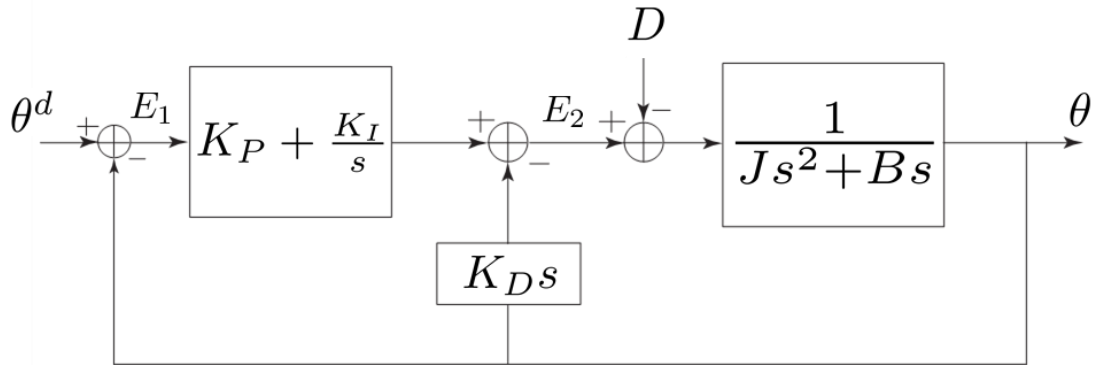 D
θ^d + − E_1 K_P + K_I/s + − E_2 + − 1/(Js^2+Bs) θ
K_D s